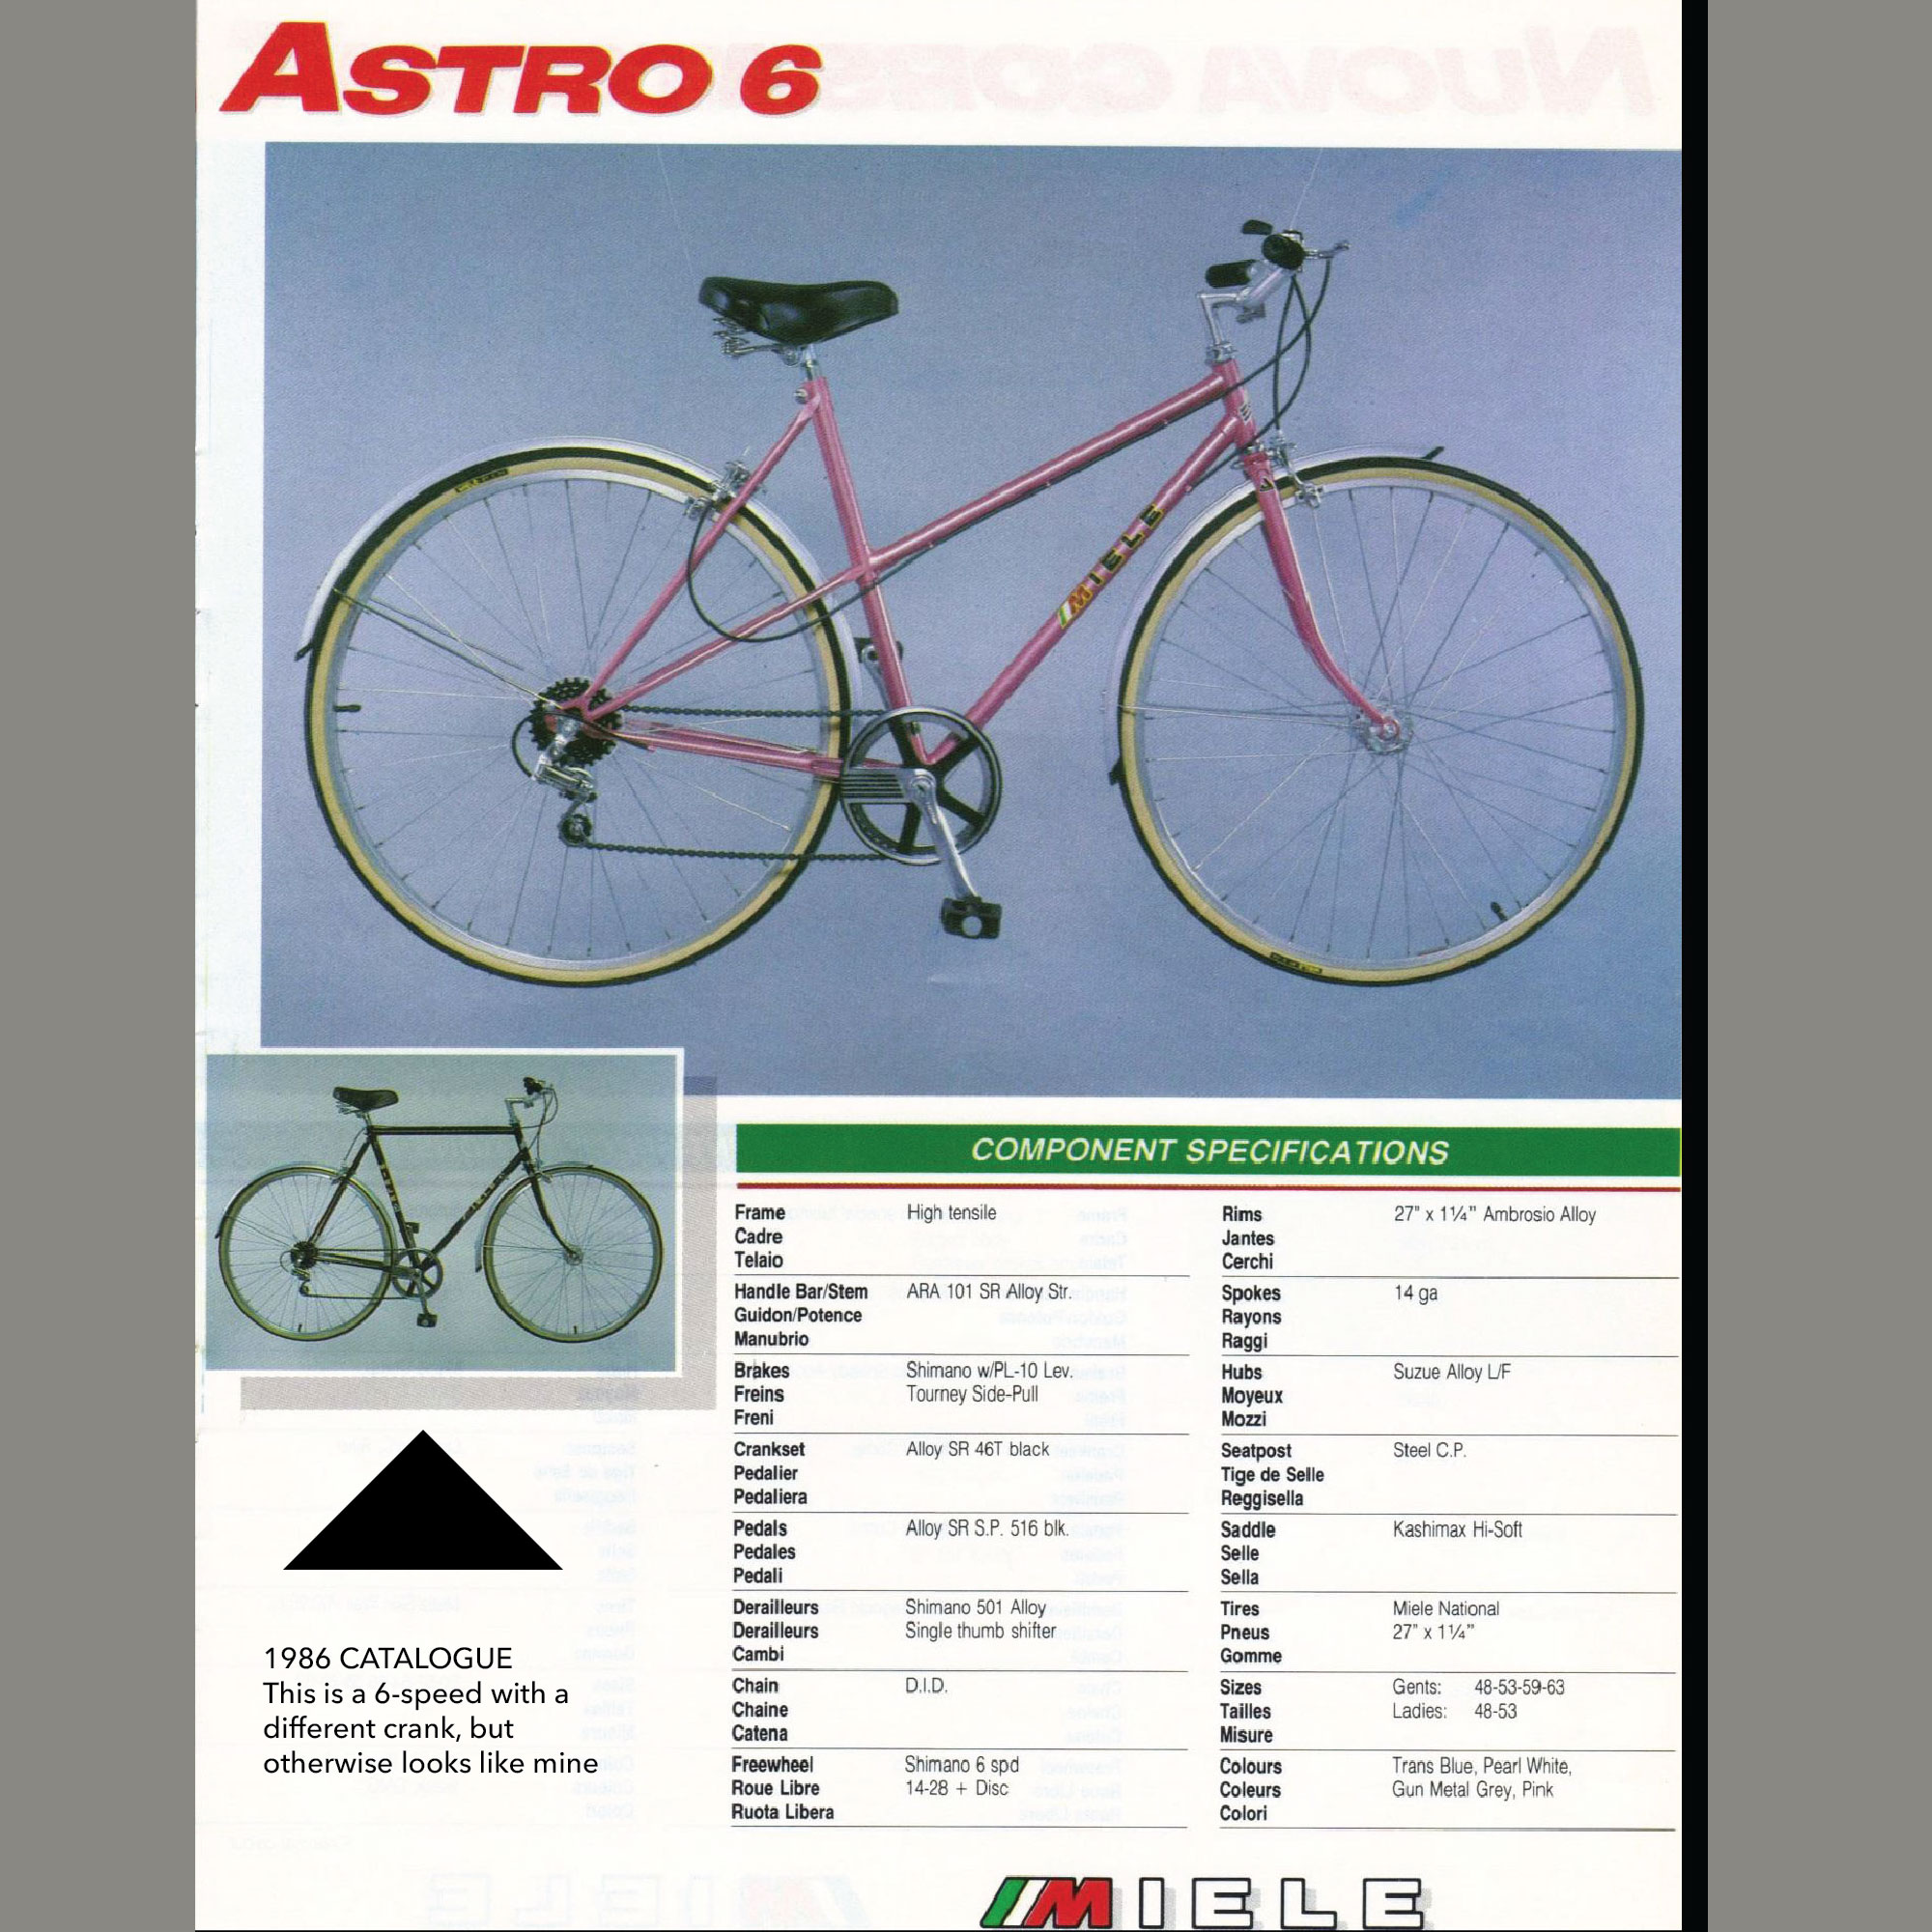 ASTRO 6
MIELE
COMPONENT SPECIFICATIONS
Frame High tensile
Cadre
Telaio
Handle Bar/Stem ARA 101 SR Alloy Str.
Guidon/Potence
Manubrio
Brakes Shimano w/PL-10 Lev.
Freins Tourney Side-Pull
Freni
Crankset Alloy SR 46T black
Pedalier
Pedaliera
Pedals Alloy SR S.P. 516 blk.
Pedales
Pedali
Derailleurs Shimano 501 Alloy
Derailleurs Single thumb shifter
Cambi
Chain D.I.D.
Chaine
Catena
Freewheel Shimano 6 spd
Roue Libre 14-28 + Disc
Ruota Libera
Rims 27" x 1¼" Ambrosio Alloy
Jantes
Cerchi
Spokes 14 ga
Rayons
Raggi
Hubs Suzue Alloy L/F
Moyeux
Mozzi
Seatpost Steel C.P.
Tige de Selle
Reggisella
Saddle Kashimax Hi-Soft
Selle
Sella
Tires Miele National
Pneus 27" x 1¼"
Gomme
Sizes Gents: 48-53-59-63
Tailles Ladies: 48-53
Misure
Colours Trans Blue, Pearl White,
Coleurs Gun Metal Grey, Pink
Colori
1986 CATALOGUE
This is a 6-speed with a
different crank, but
otherwise looks like mine
MIELE